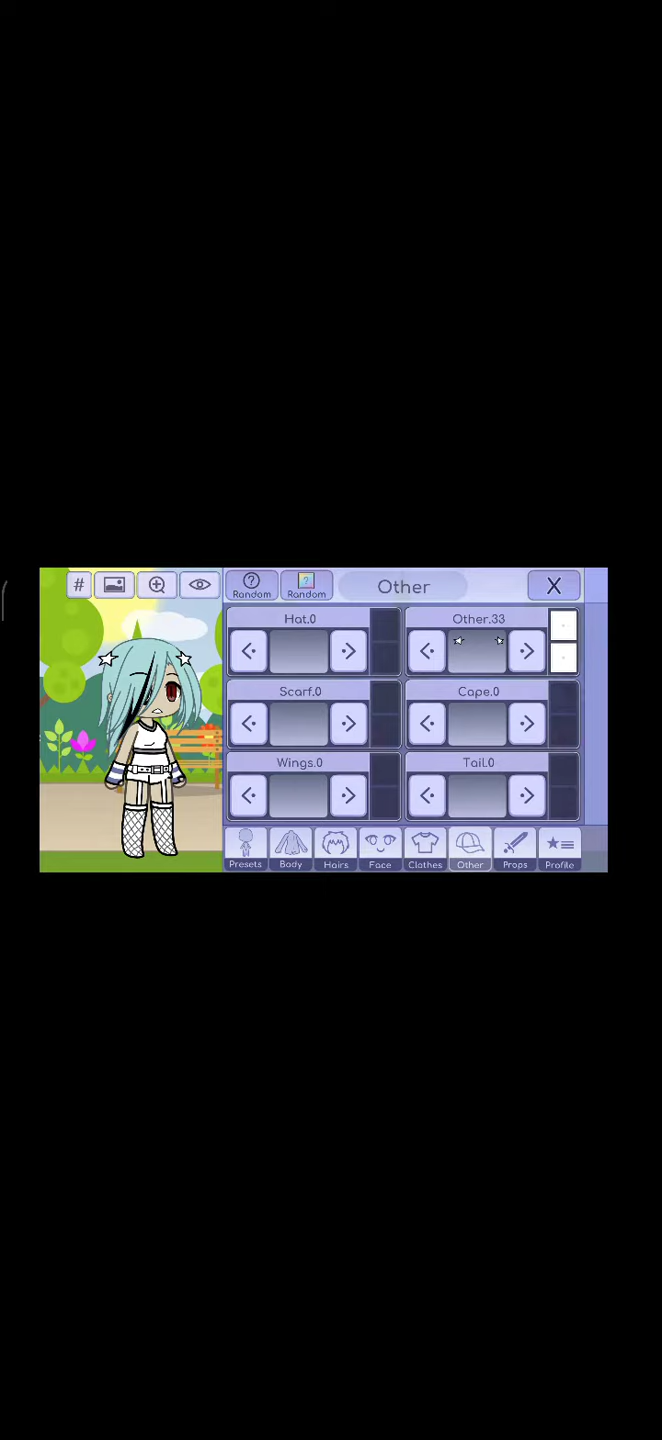 #
? Random
? Random
Other
X
Hat.0
Other.33
Scarf.0
Cape.0
Wings.0
Tail.0
Presets
Body
Hairs
Face
Clothes
Other
Props
Profile